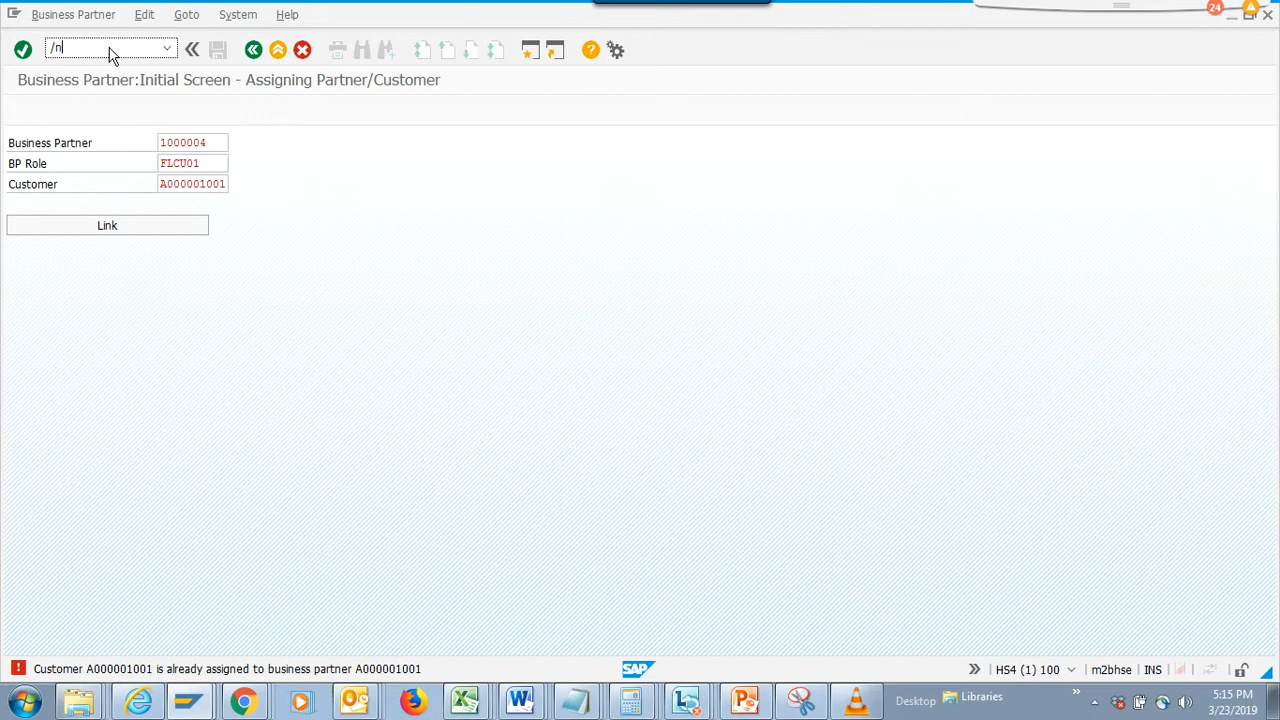 Business Partner Edit Goto System Help
24
/n
Business Partner:Initial Screen - Assigning Partner/Customer
Business Partner 1000004
BP Role FLCU01
Customer A000001001
Link
Customer A000001001 is already assigned to business partner A000001001
SAP
HS4 (1) 100 m2bhse INS
Desktop Libraries
5:15 PM
3/23/2019